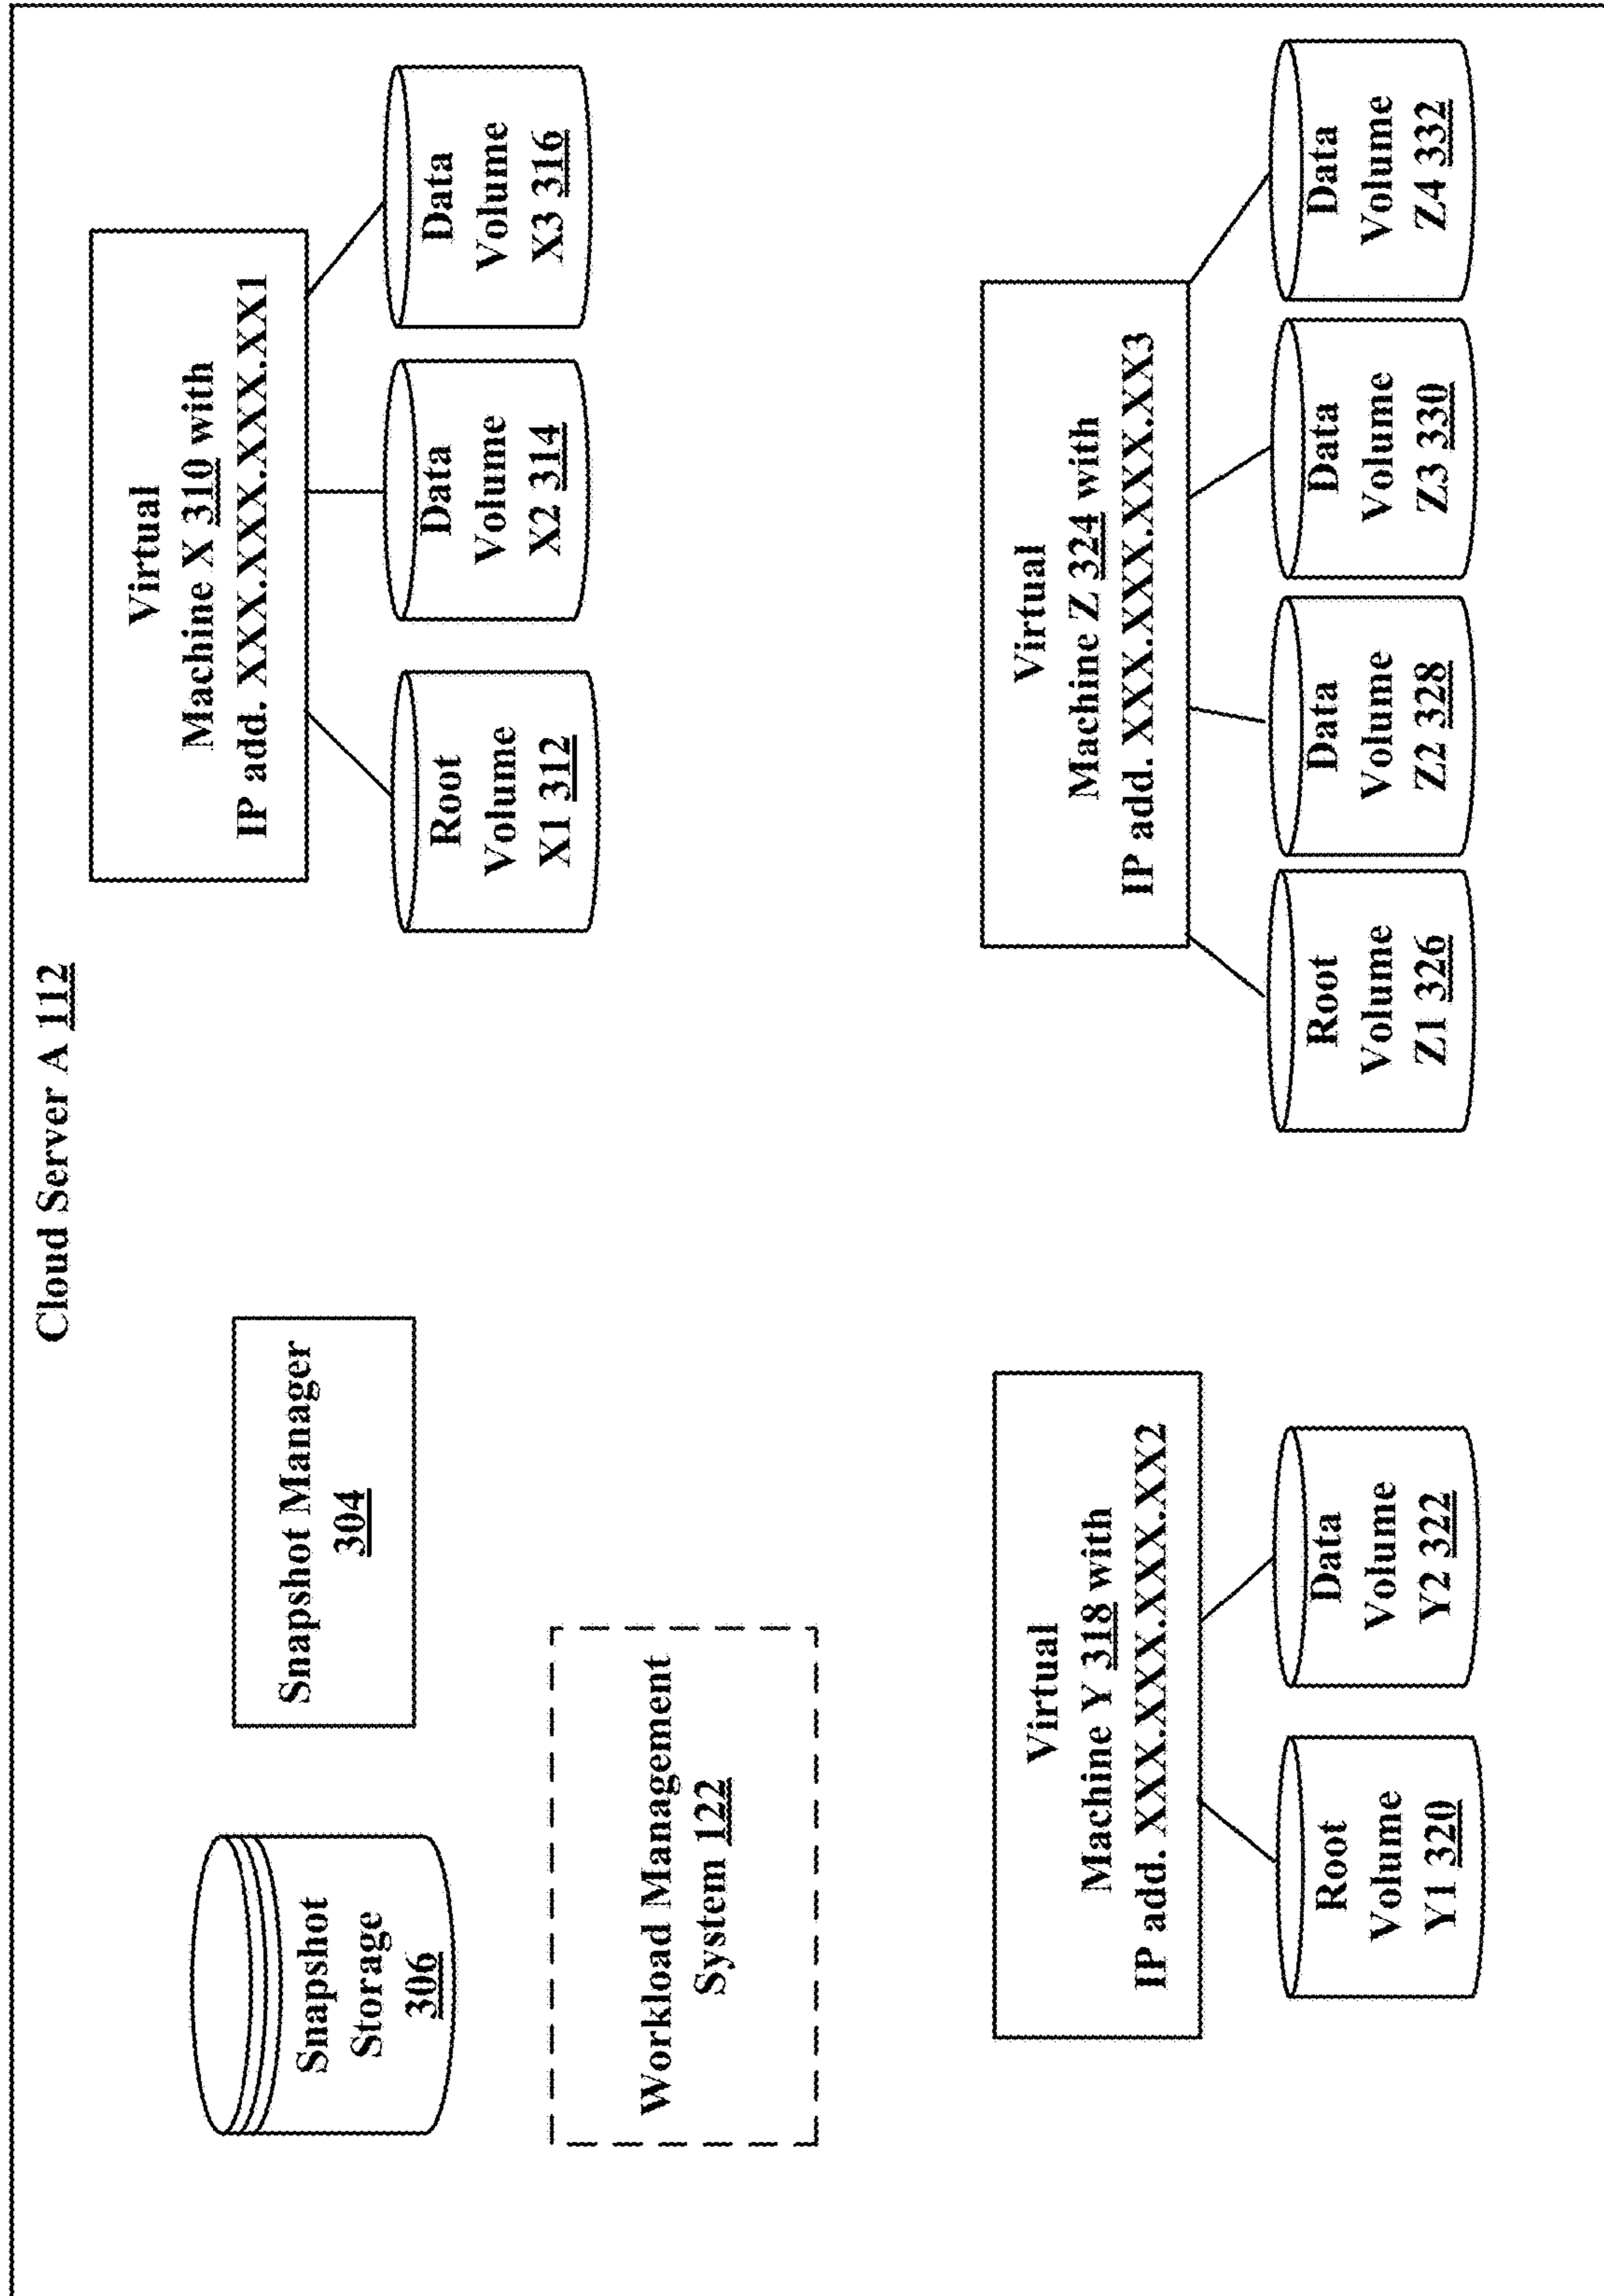 Cloud Server A 112
Snapshot
Storage
306
Snapshot Manager
304
Workload Management
System 122
Virtual
Machine X 310 with
IP add. XXX.XXX.XXX.XX1
Root
Volume
X1 312
Data
Volume
X2 314
Data
Volume
X3 316
Virtual
Machine Y 318 with
IP add. XXX.XXX.XXX.XX2
Root
Volume
Y1 320
Data
Volume
Y2 322
Virtual
Machine Z 324 with
IP add. XXX.XXX.XXX.XX3
Root
Volume
Z1 326
Data
Volume
Z2 328
Data
Volume
Z3 330
Data
Volume
Z4 332